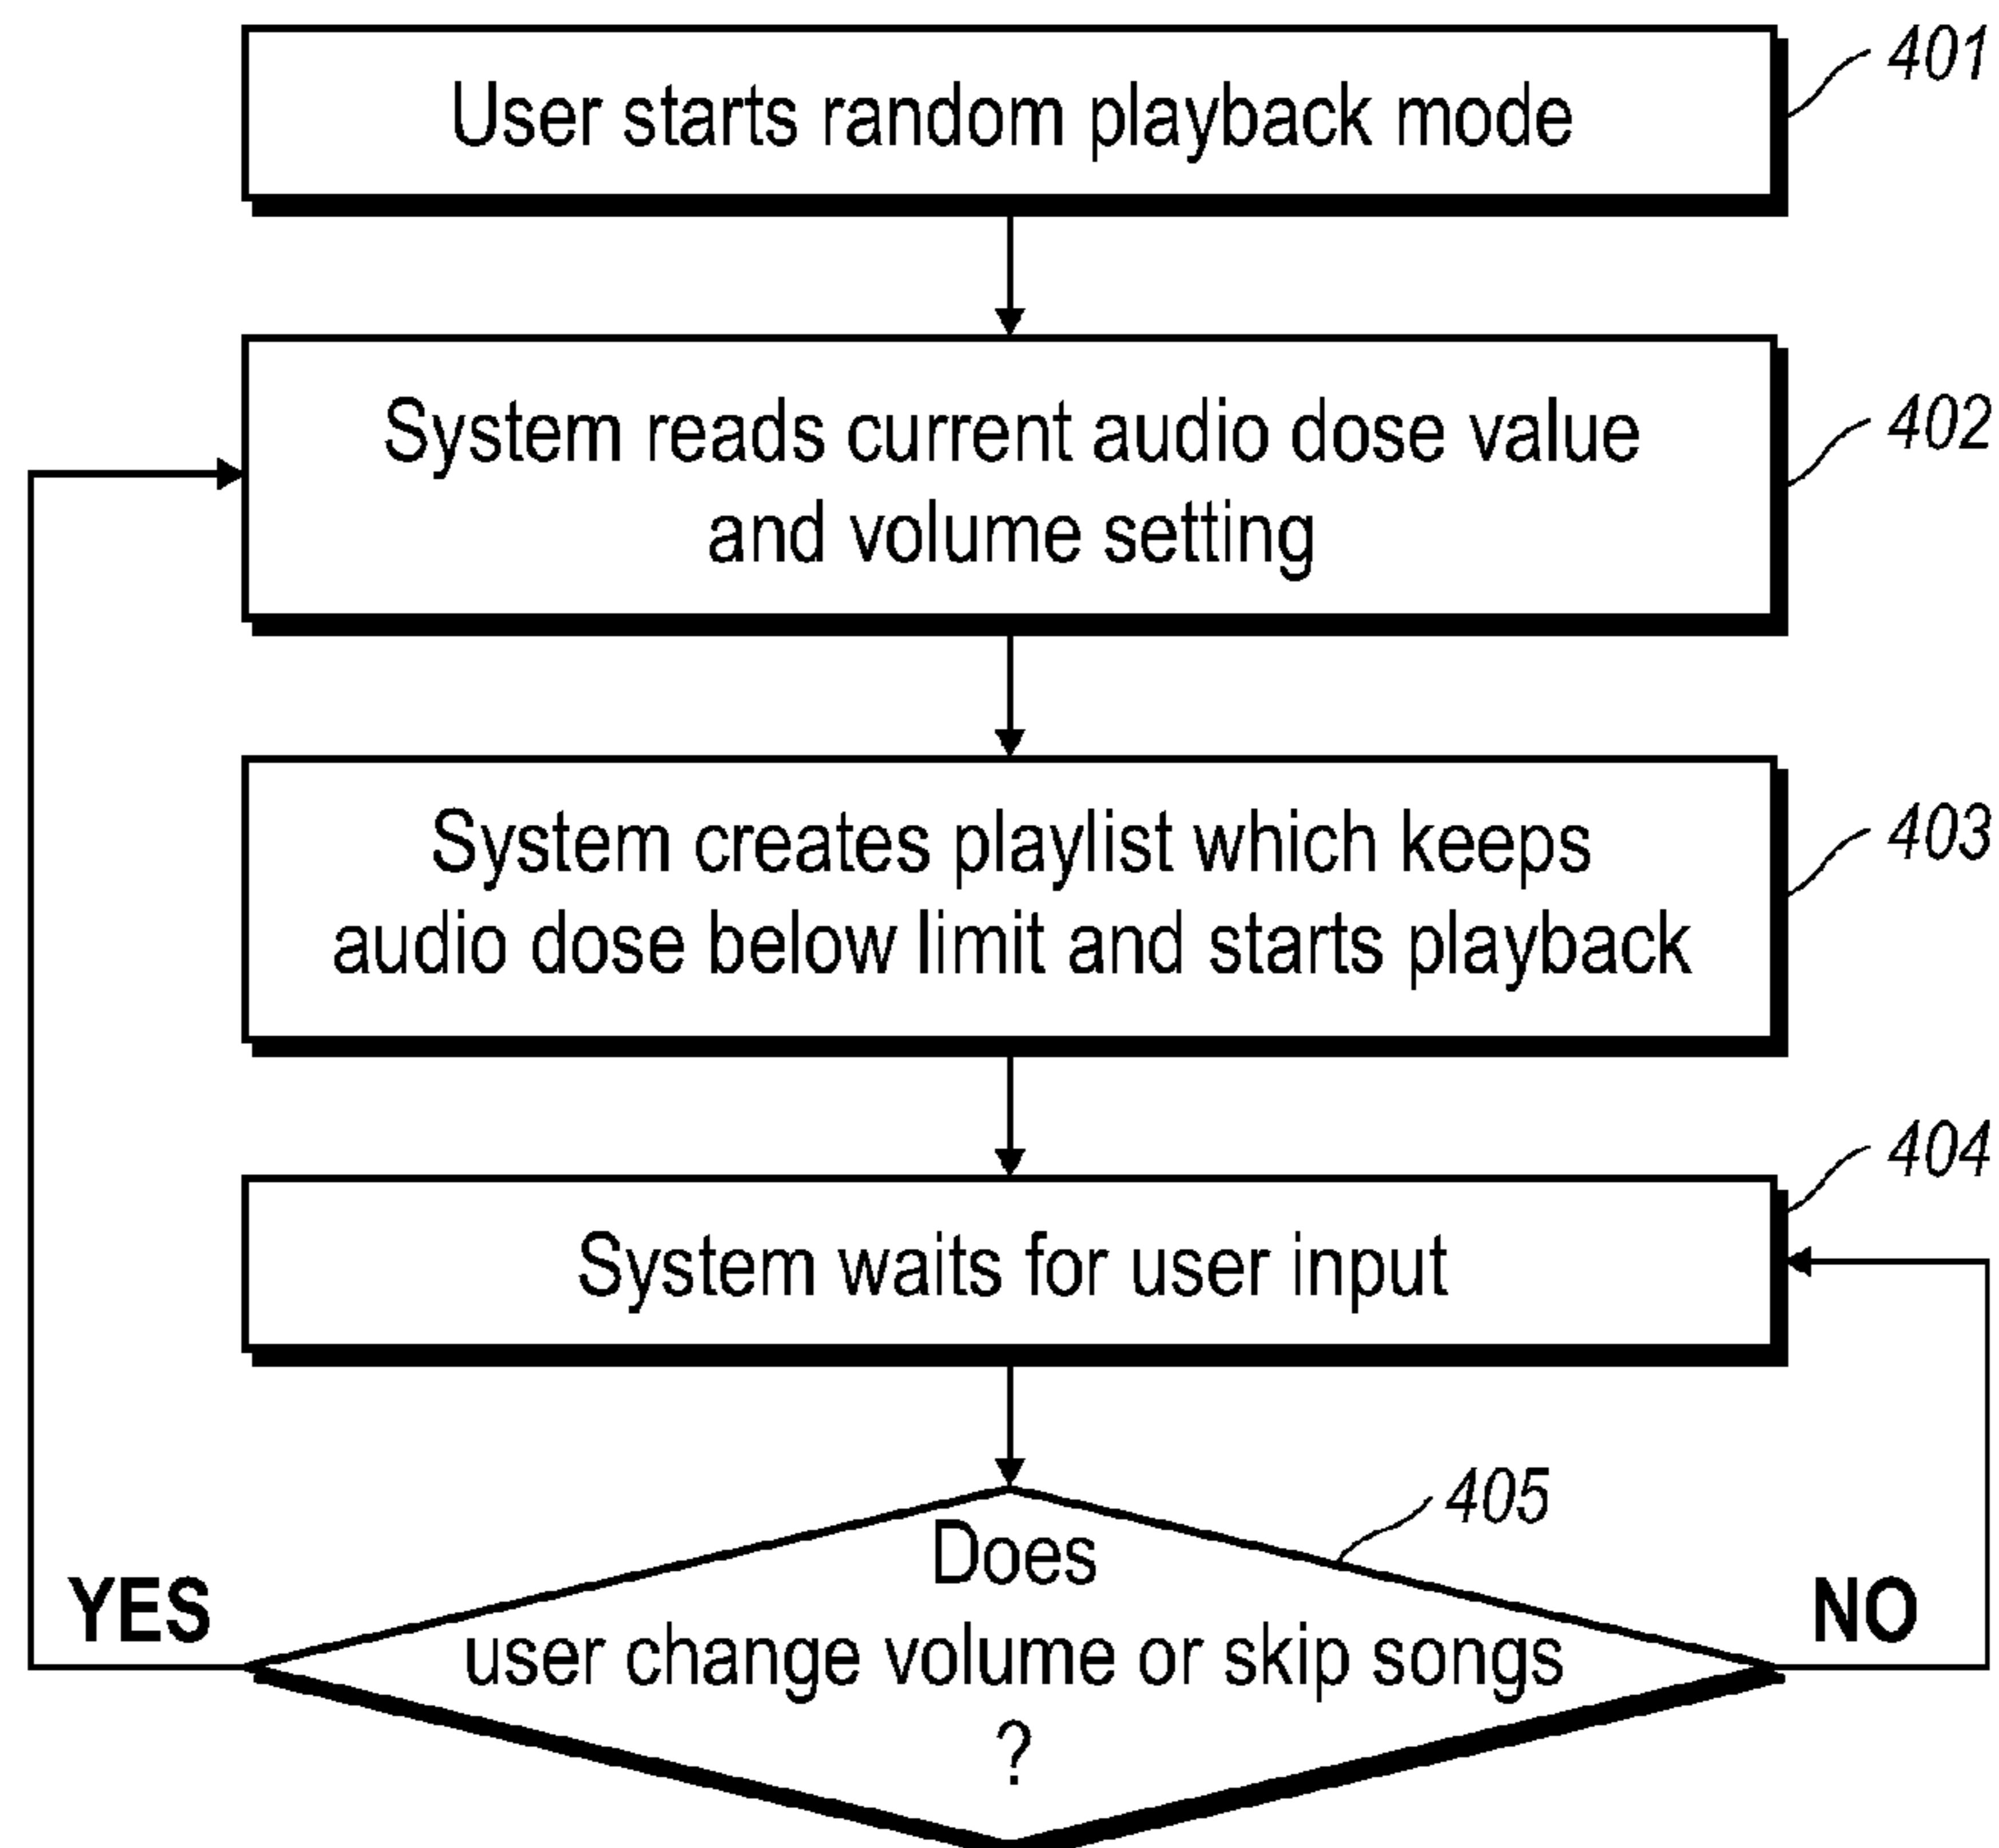 User starts random playback mode
401
System reads current audio dose value
and volume setting
402
System creates playlist which keeps
audio dose below limit and starts playback
403
System waits for user input
404
405
Does
user change volume or skip songs
?
YES
NO